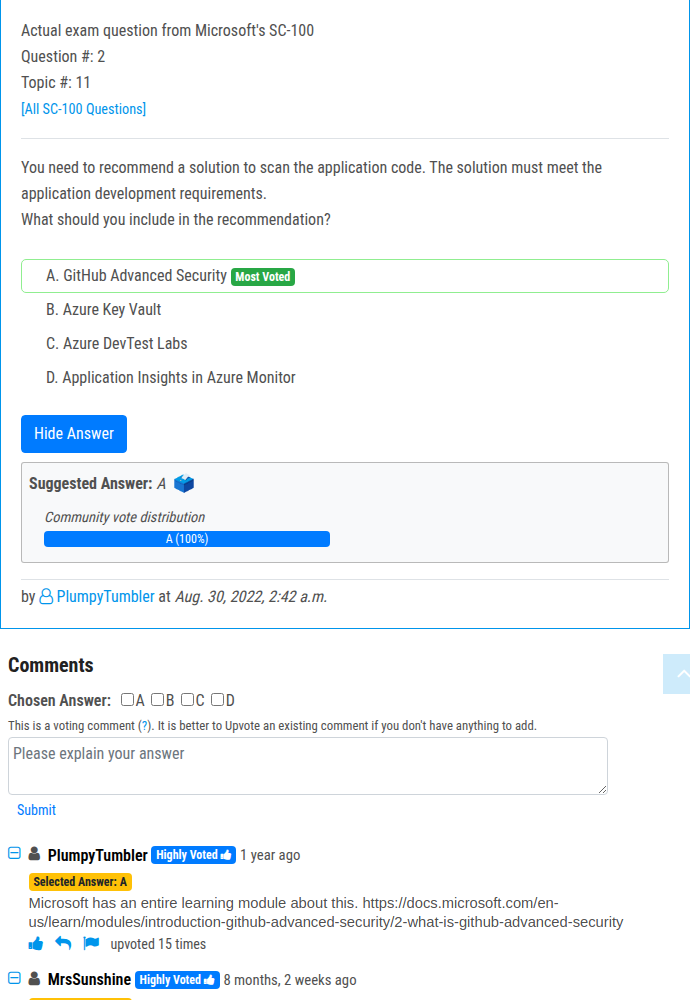 Actual exam question from Microsoft's SC-100
Question #: 2
Topic #: 11
[All SC-100 Questions]
You need to recommend a solution to scan the application code. The solution must meet the
application development requirements.
What should you include in the recommendation?
A. GitHub Advanced Security Most Voted
B. Azure Key Vault
C. Azure DevTest Labs
D. Application Insights in Azure Monitor
Hide Answer
Suggested Answer: A
Community vote distribution
A (100%)
by PlumpyTumbler at Aug. 30, 2022, 2:42 a.m.
Comments
Chosen Answer: A B C D
This is a voting comment (?). It is better to Upvote an existing comment if you don't have anything to add.
Please explain your answer
Submit
PlumpyTumbler Highly Voted 1 year ago
Selected Answer: A
Microsoft has an entire learning module about this. https://docs.microsoft.com/en-
us/learn/modules/introduction-github-advanced-security/2-what-is-github-advanced-security
upvoted 15 times
MrsSunshine Highly Voted 8 months, 2 weeks ago